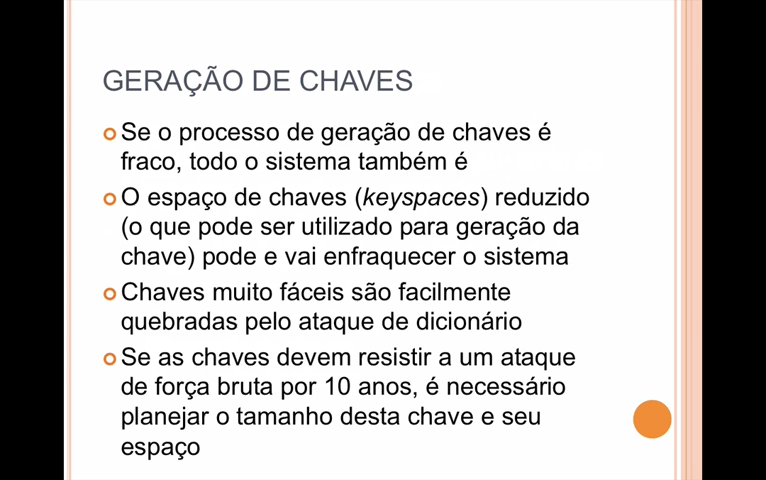 GERAÇÃO DE CHAVES
Se o processo de geração de chaves é
fraco, todo o sistema também é
O espaço de chaves (keyspaces) reduzido
(o que pode ser utilizado para geração da
chave) pode e vai enfraquecer o sistema
Chaves muito fáceis são facilmente
quebradas pelo ataque de dicionário
Se as chaves devem resistir a um ataque
de força bruta por 10 anos, é necessário
planejar o tamanho desta chave e seu
espaço